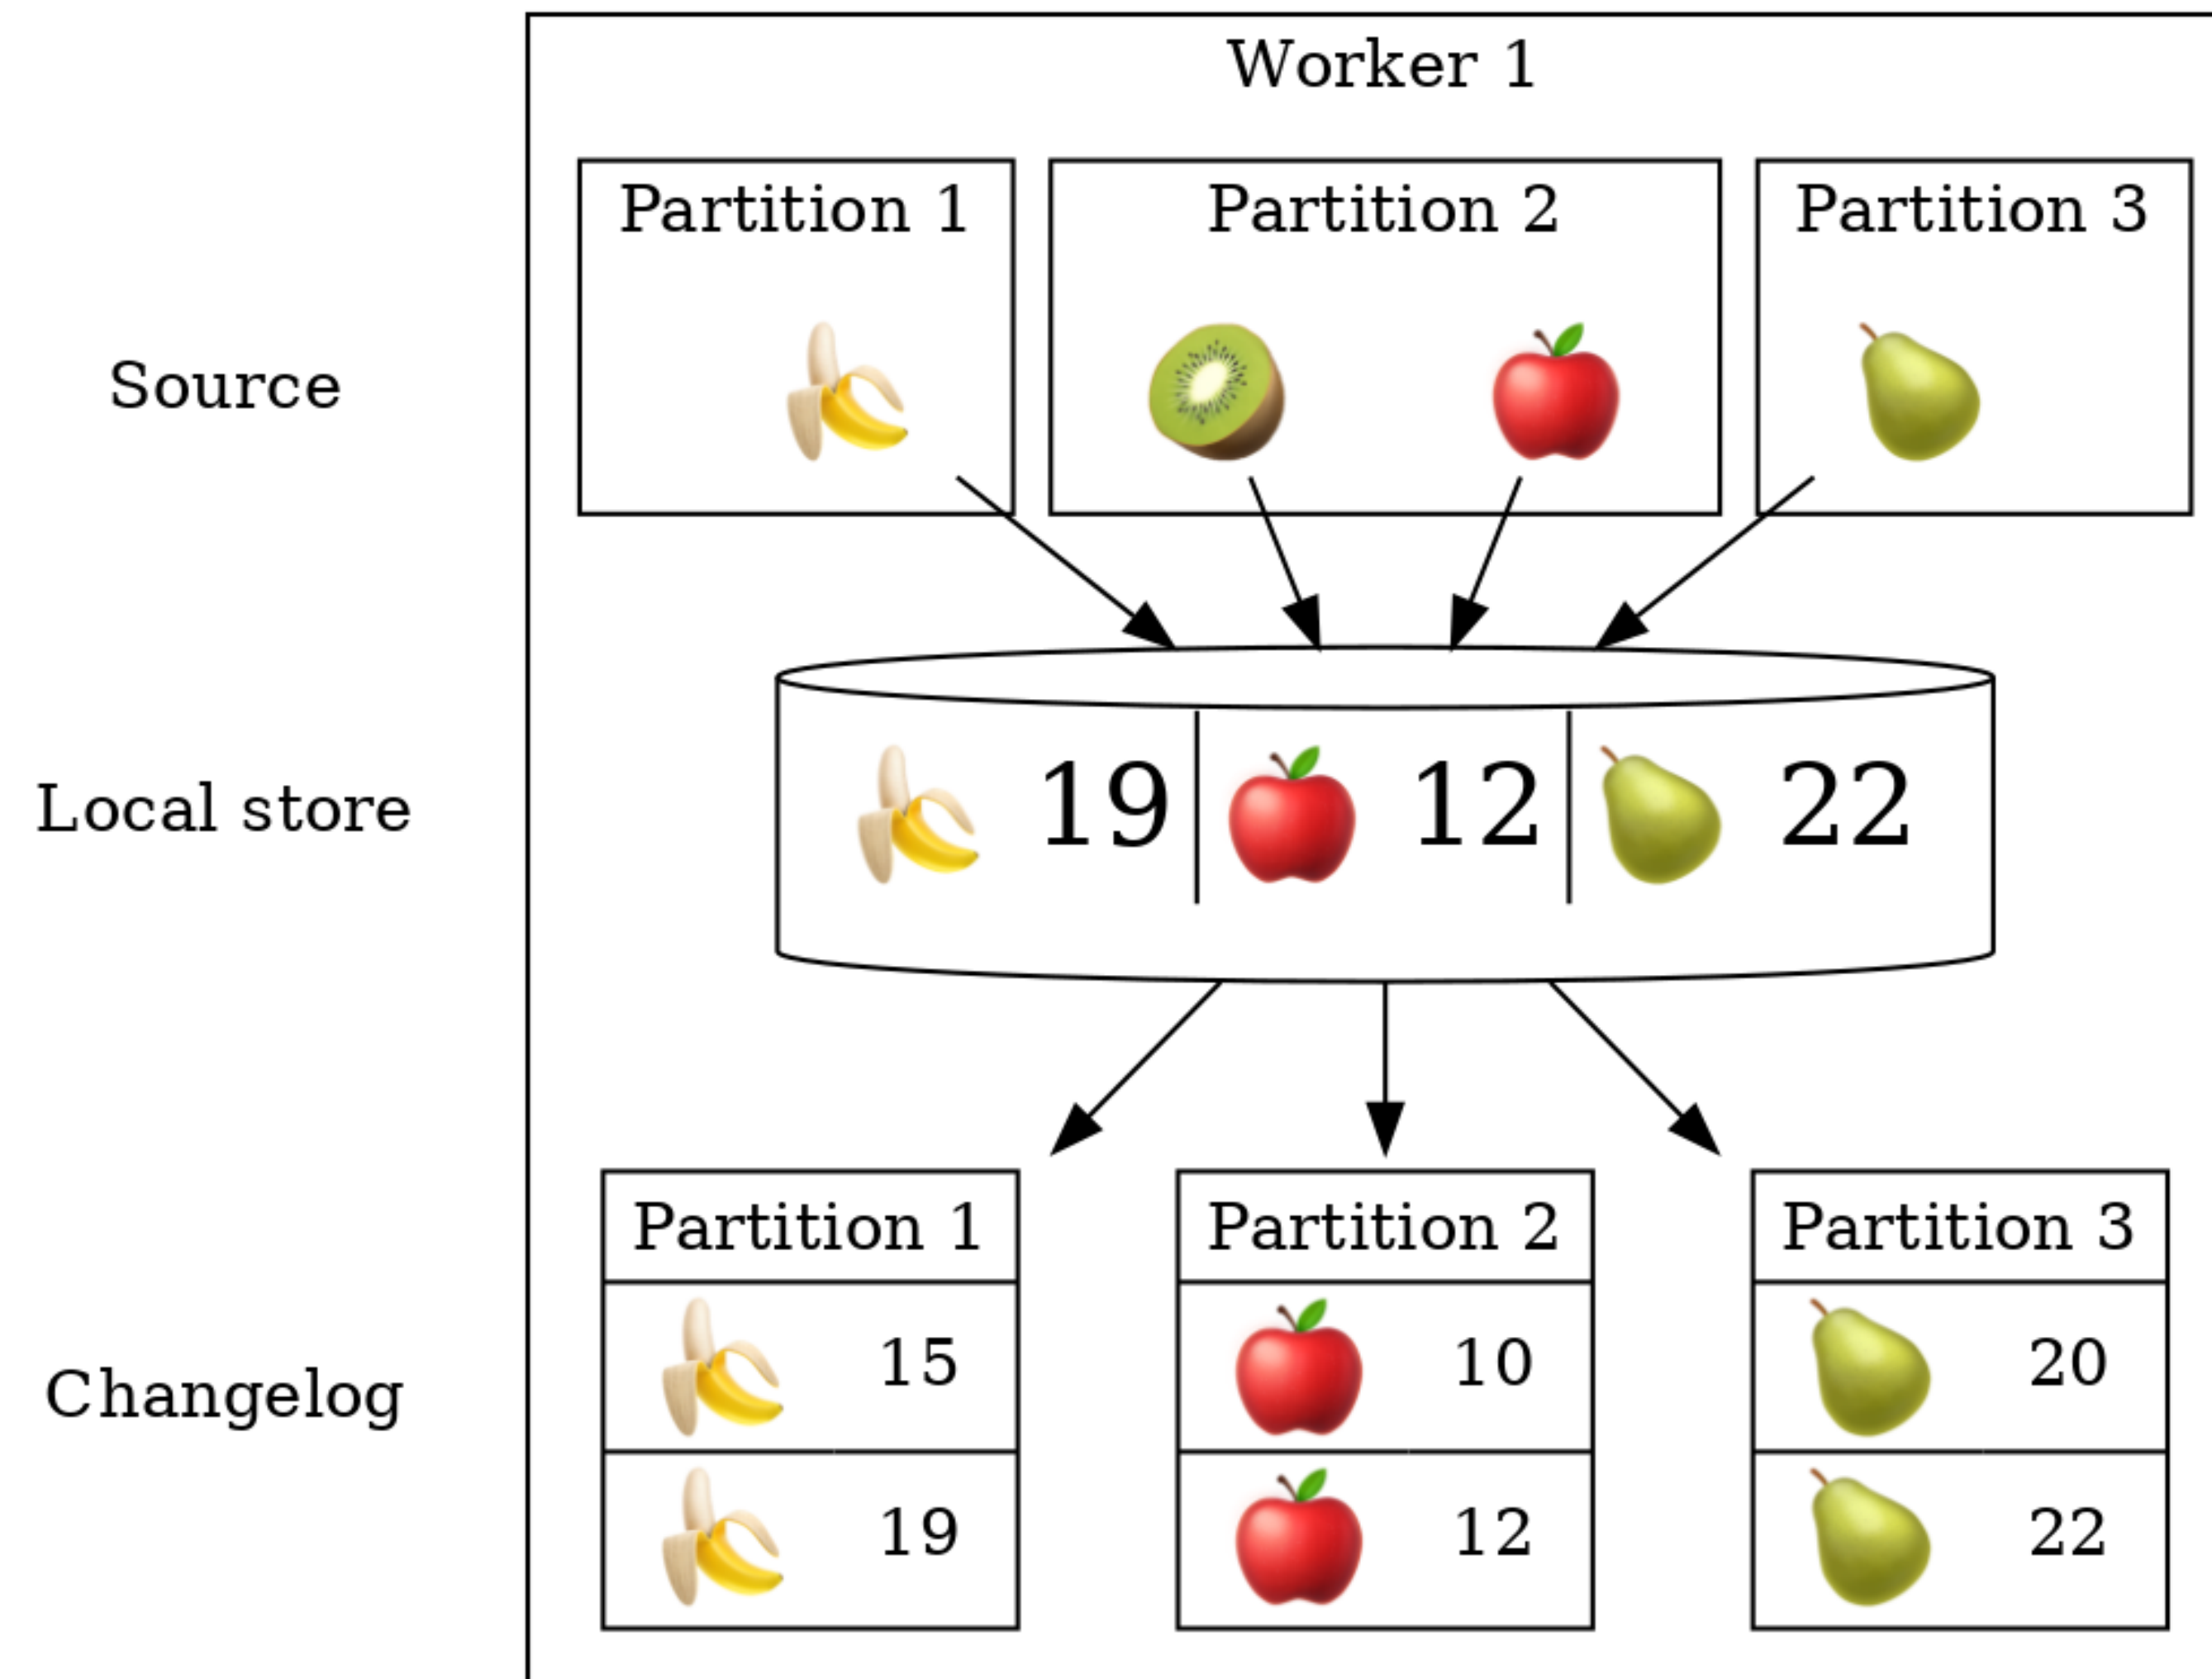 Worker 1
Partition 1
Partition 2
Partition 3
Source
Local store
19
12
22
Changelog
Partition 1
15
19
Partition 2
10
12
Partition 3
20
22